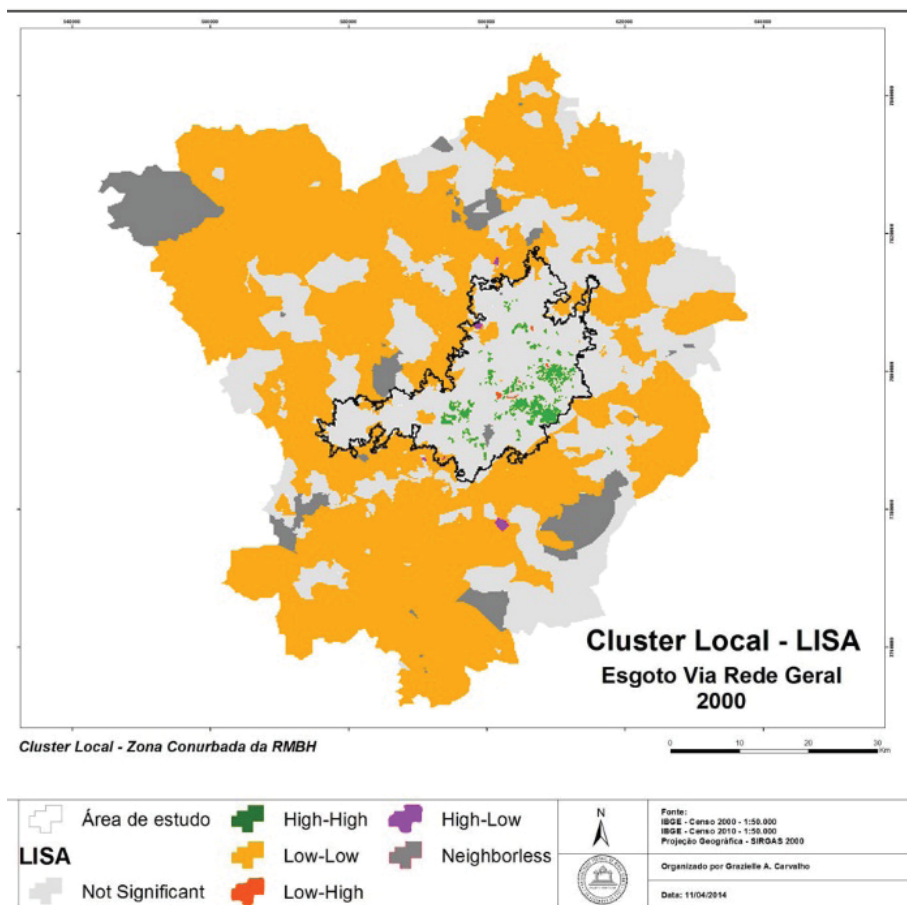 Cluster Local - LISA
Esgoto Via Rede Geral
2000
Cluster Local - Zona Conurbada da RMBH
0 10 20 30
Km
Área de estudo
LISA
Not Significant
High-High
Low-Low
Low-High
High-Low
Neighborless
N
Fonte:
IBGE - Censo 2000 - 1:50.000
IBGE - Censo 2010 - 1:50.000
Projeção Geográfica - SIRGAS 2000
Organizado por Grazielle A. Carvalho
Data: 11/04/2014